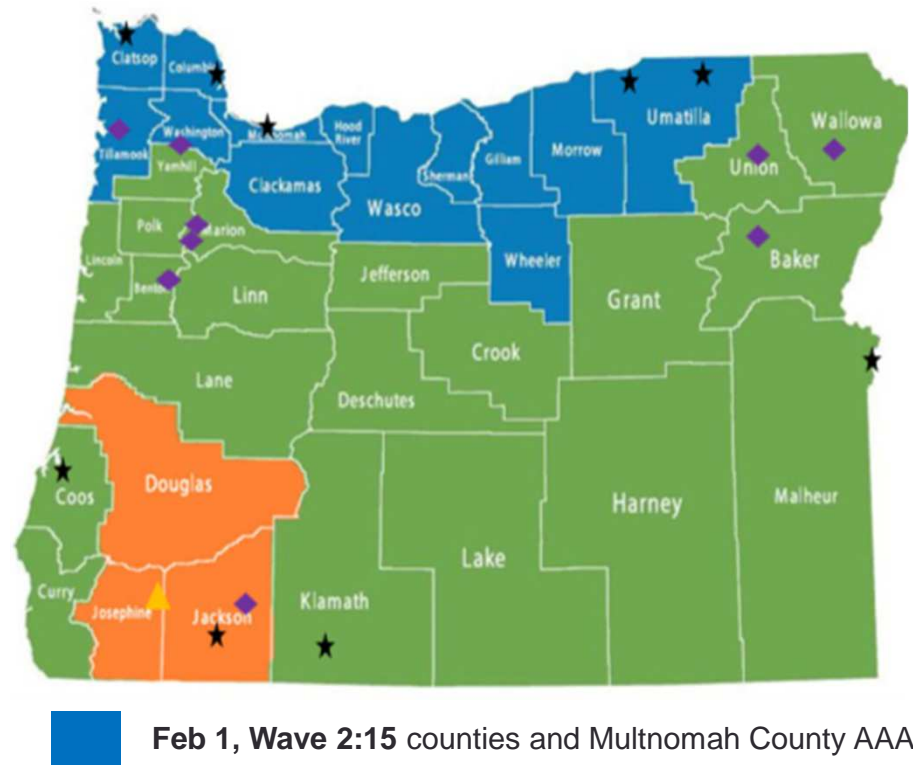 Clatsop
Columbia
Tillamook
Washington
Multnomah
Hood
River
Yamhill
Clackamas
Wasco
Sherman
Gilliam
Morrow
Umatilla
Union
Wallowa
Polk
Marion
Lincoln
Benton
Linn
Jefferson
Wheeler
Grant
Baker
Lane
Crook
Deschutes
Douglas
Coos
Harney
Malheur
Curry
Josephine
Jackson
Klamath
Lake
Feb 1, Wave 2:15 counties and Multnomah County AAA